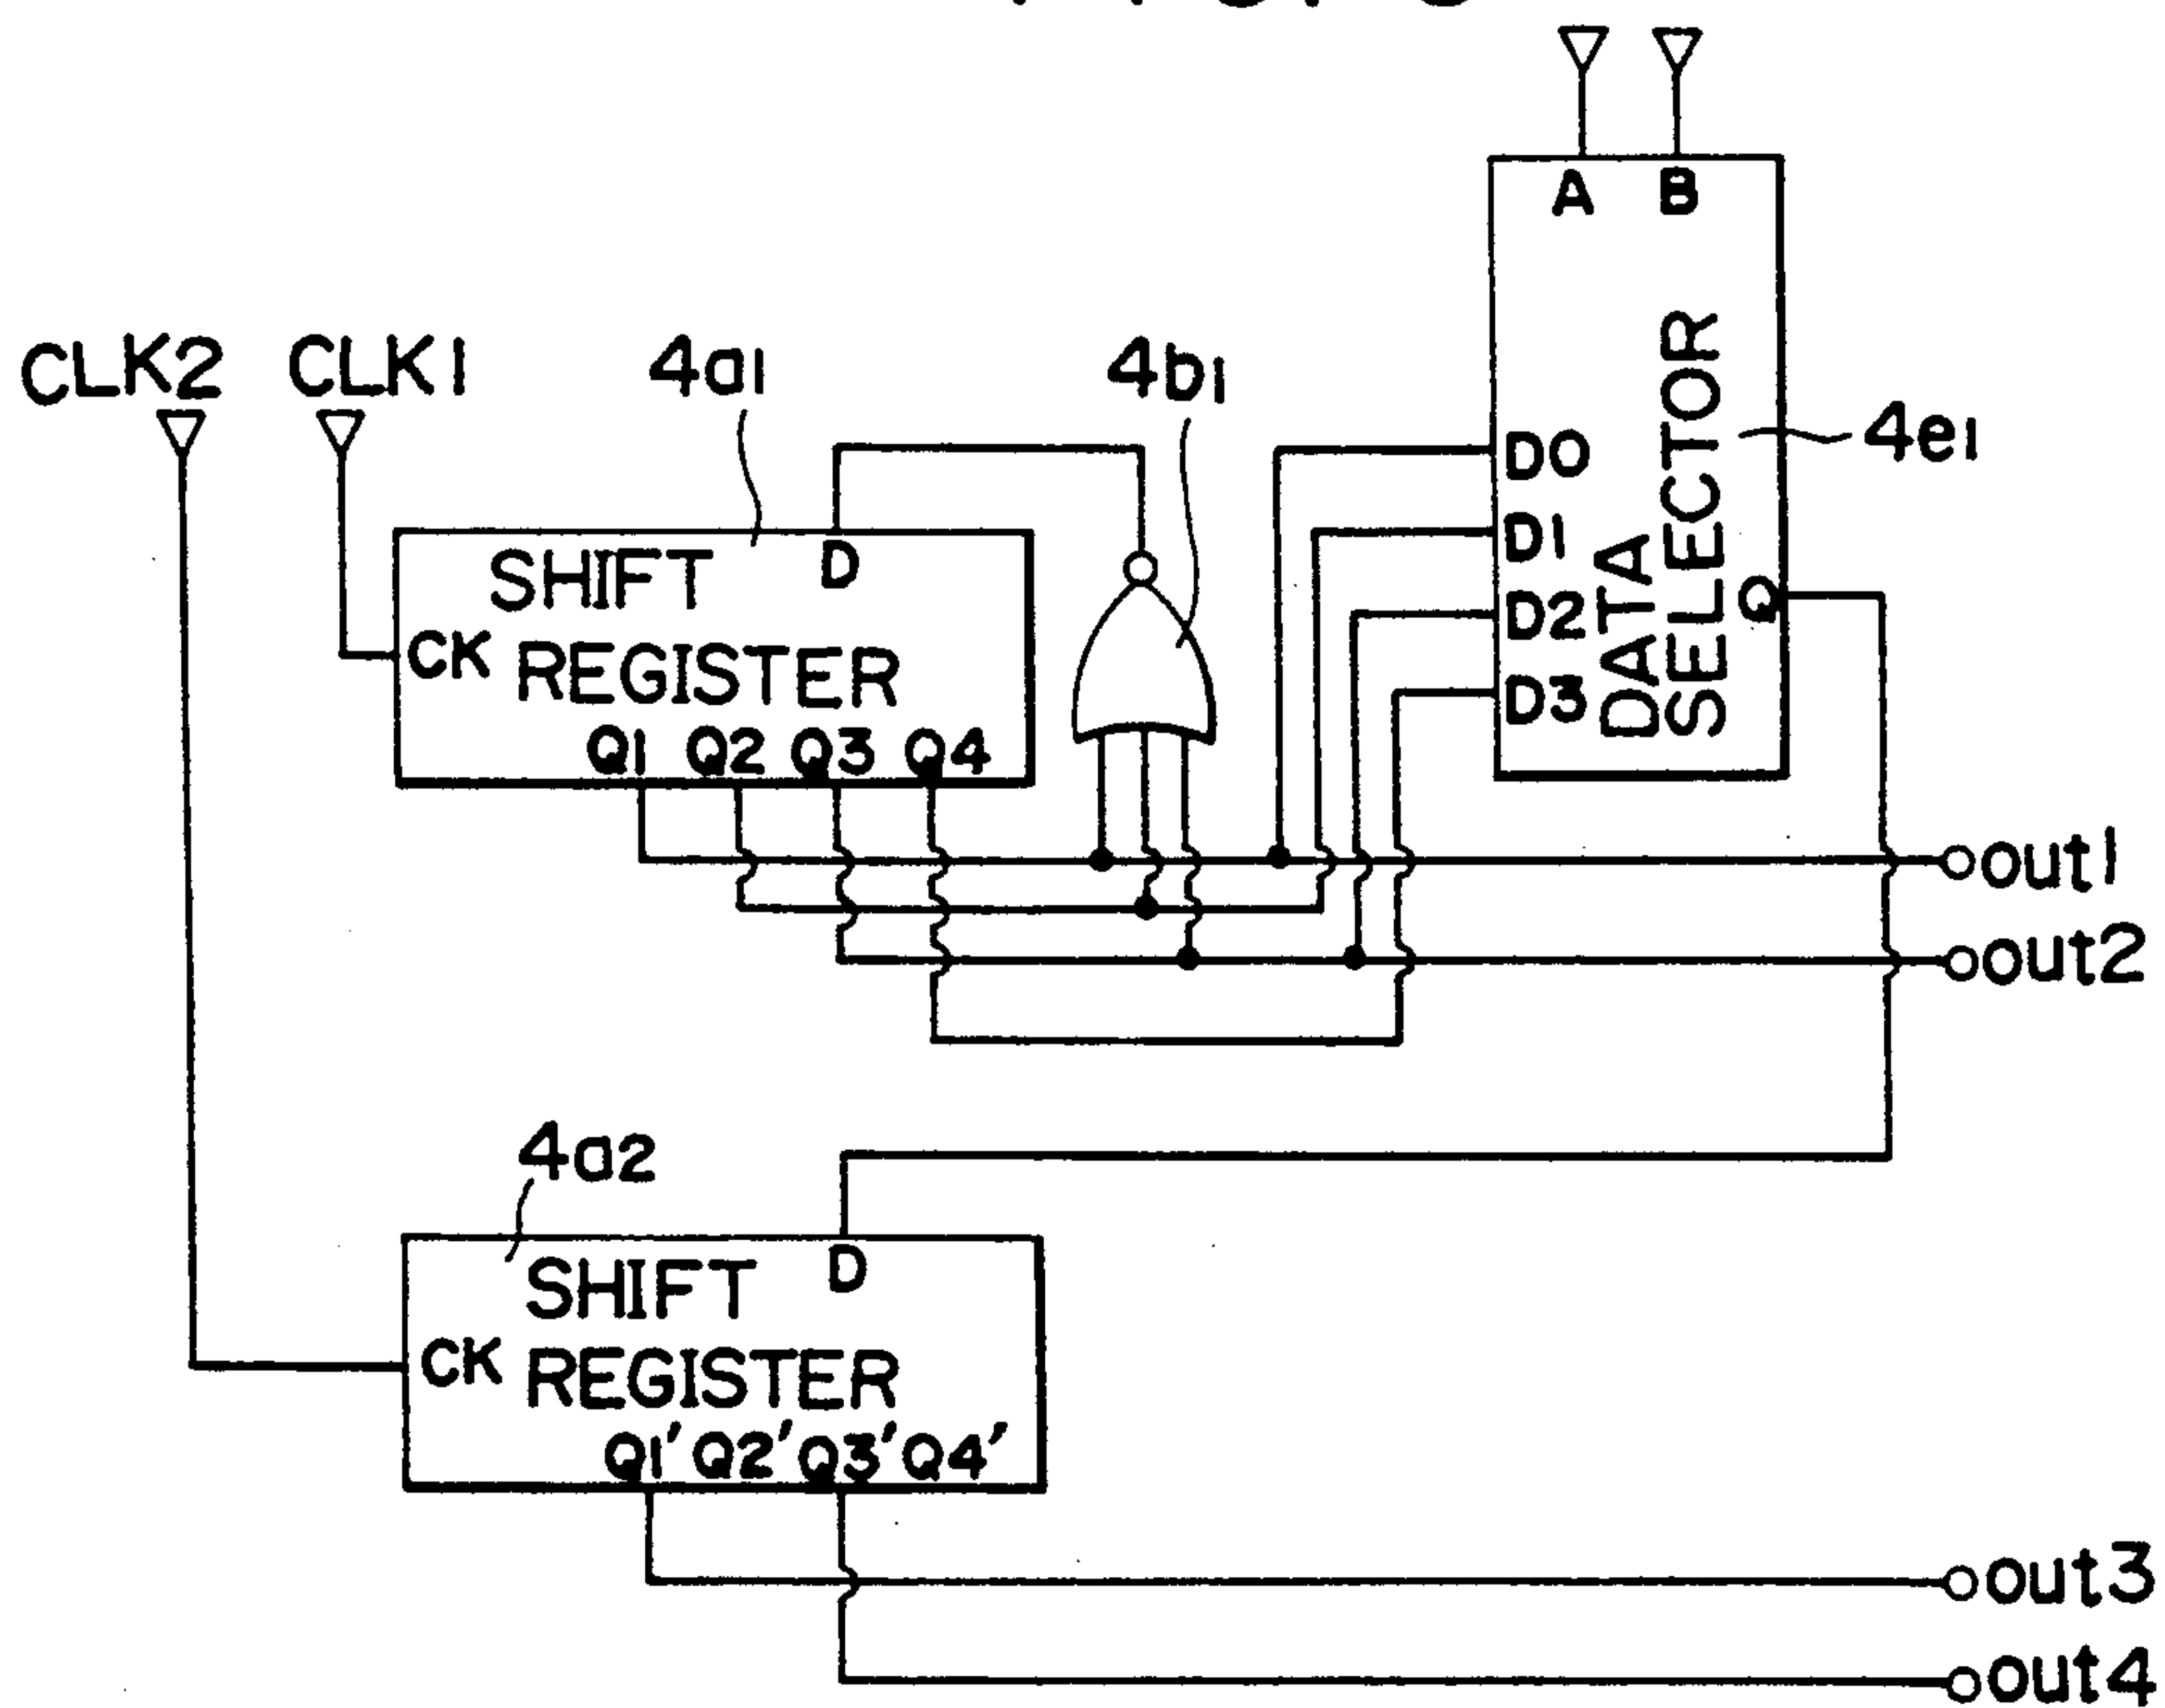 A B
CLK2 CLK1 4a1 4b1
4e1
D0
D1
D2
D3
DATA
SELECTOR
Q
SHIFT D
CK REGISTER
Q1 Q2 Q3 Q4
out1
out2
4a2
SHIFT D
CK REGISTER
Q1' Q2' Q3' Q4'
out3
out4